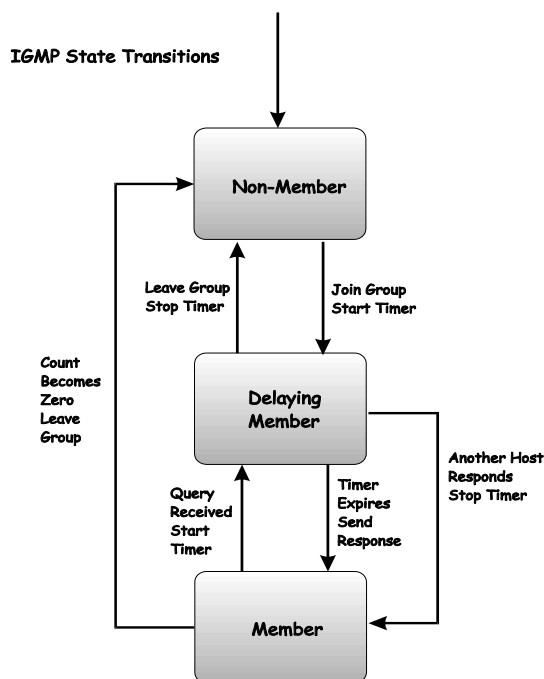 IGMP State Transitions
Non-Member
Leave Group
Stop Timer
Join Group
Start Timer
Count
Becomes
Zero
Leave
Group
Delaying
Member
Another Host
Responds
Stop Timer
Query
Received
Start
Timer
Timer
Expires
Send
Response
Member